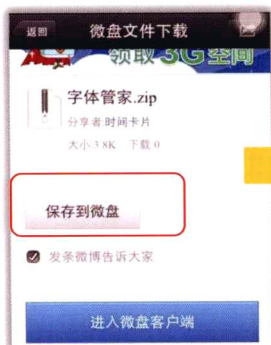 返回 微盘文件下载
领取3G空间
字体管家.zip
分享者 时间卡片
大小 3.8K 下载 0
保存到微盘
发条微博告诉大家
进入微盘客户端